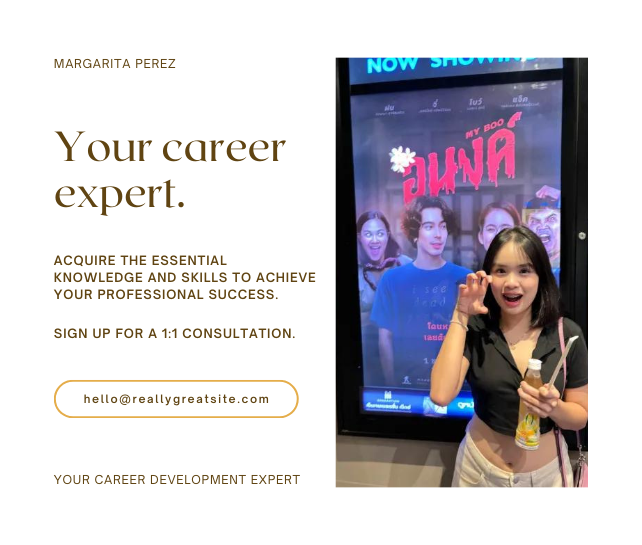 MARGARITA PEREZ
Your career
expert.
ACQUIRE THE ESSENTIAL
KNOWLEDGE AND SKILLS TO ACHIEVE
YOUR PROFESSIONAL SUCCESS.
SIGN UP FOR A 1:1 CONSULTATION.
hello@reallygreatsite.com
YOUR CAREER DEVELOPMENT EXPERT
NOW SHOWING
MY BOO
อนงค์